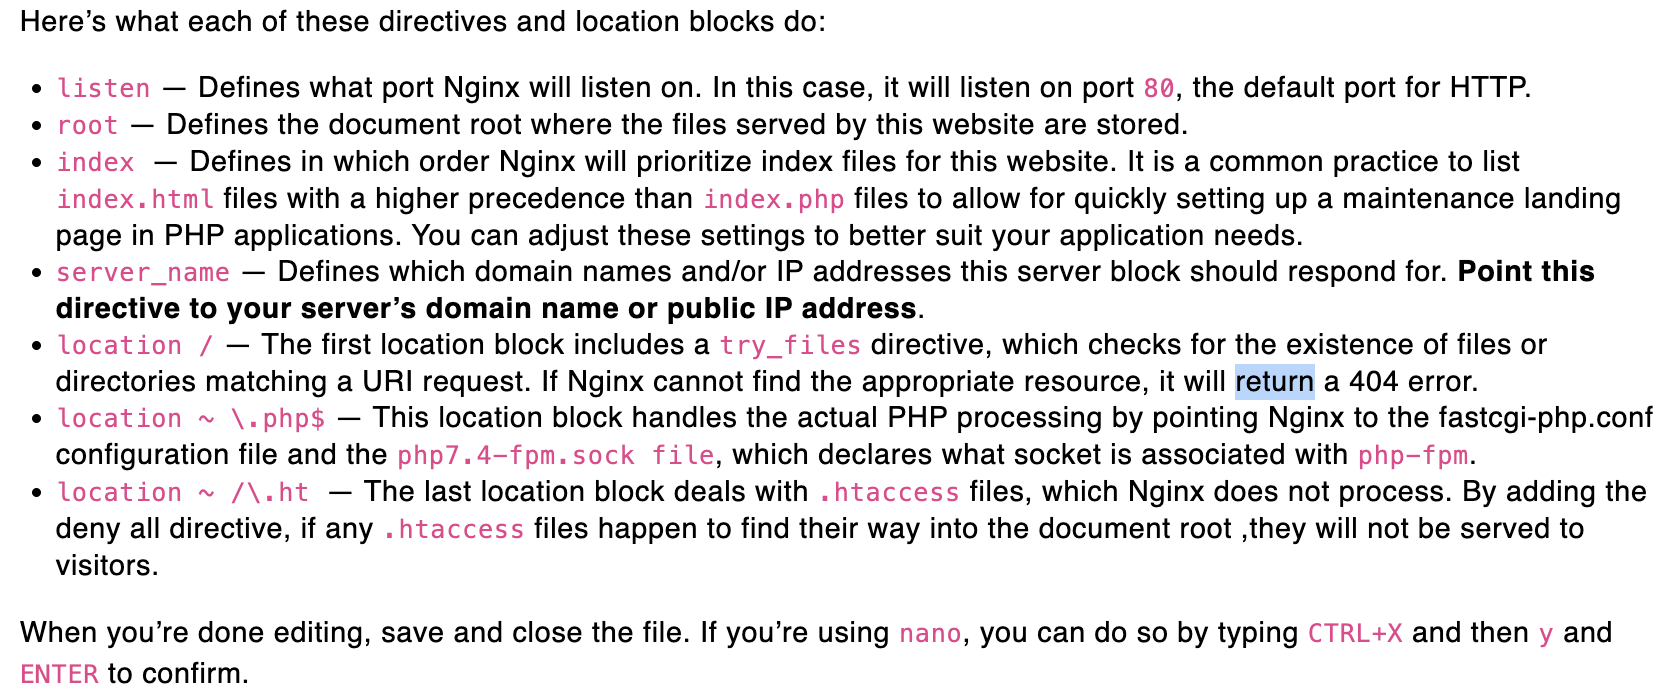 Here’s what each of these directives and location blocks do:
• listen — Defines what port Nginx will listen on. In this case, it will listen on port 80, the default port for HTTP.
• root — Defines the document root where the files served by this website are stored.
• index — Defines in which order Nginx will prioritize index files for this website. It is a common practice to list
index.html files with a higher precedence than index.php files to allow for quickly setting up a maintenance landing
page in PHP applications. You can adjust these settings to better suit your application needs.
• server_name — Defines which domain names and/or IP addresses this server block should respond for. Point this
directive to your server’s domain name or public IP address.
• location / — The first location block includes a try_files directive, which checks for the existence of files or
directories matching a URI request. If Nginx cannot find the appropriate resource, it will return a 404 error.
• location ~ \.php$ — This location block handles the actual PHP processing by pointing Nginx to the fastcgi-php.conf
configuration file and the php7.4-fpm.sock file, which declares what socket is associated with php-fpm.
• location ~ /\.ht — The last location block deals with .htaccess files, which Nginx does not process. By adding the
deny all directive, if any .htaccess files happen to find their way into the document root ,they will not be served to
visitors.
When you’re done editing, save and close the file. If you’re using nano, you can do so by typing CTRL+X and then y and
ENTER to confirm.